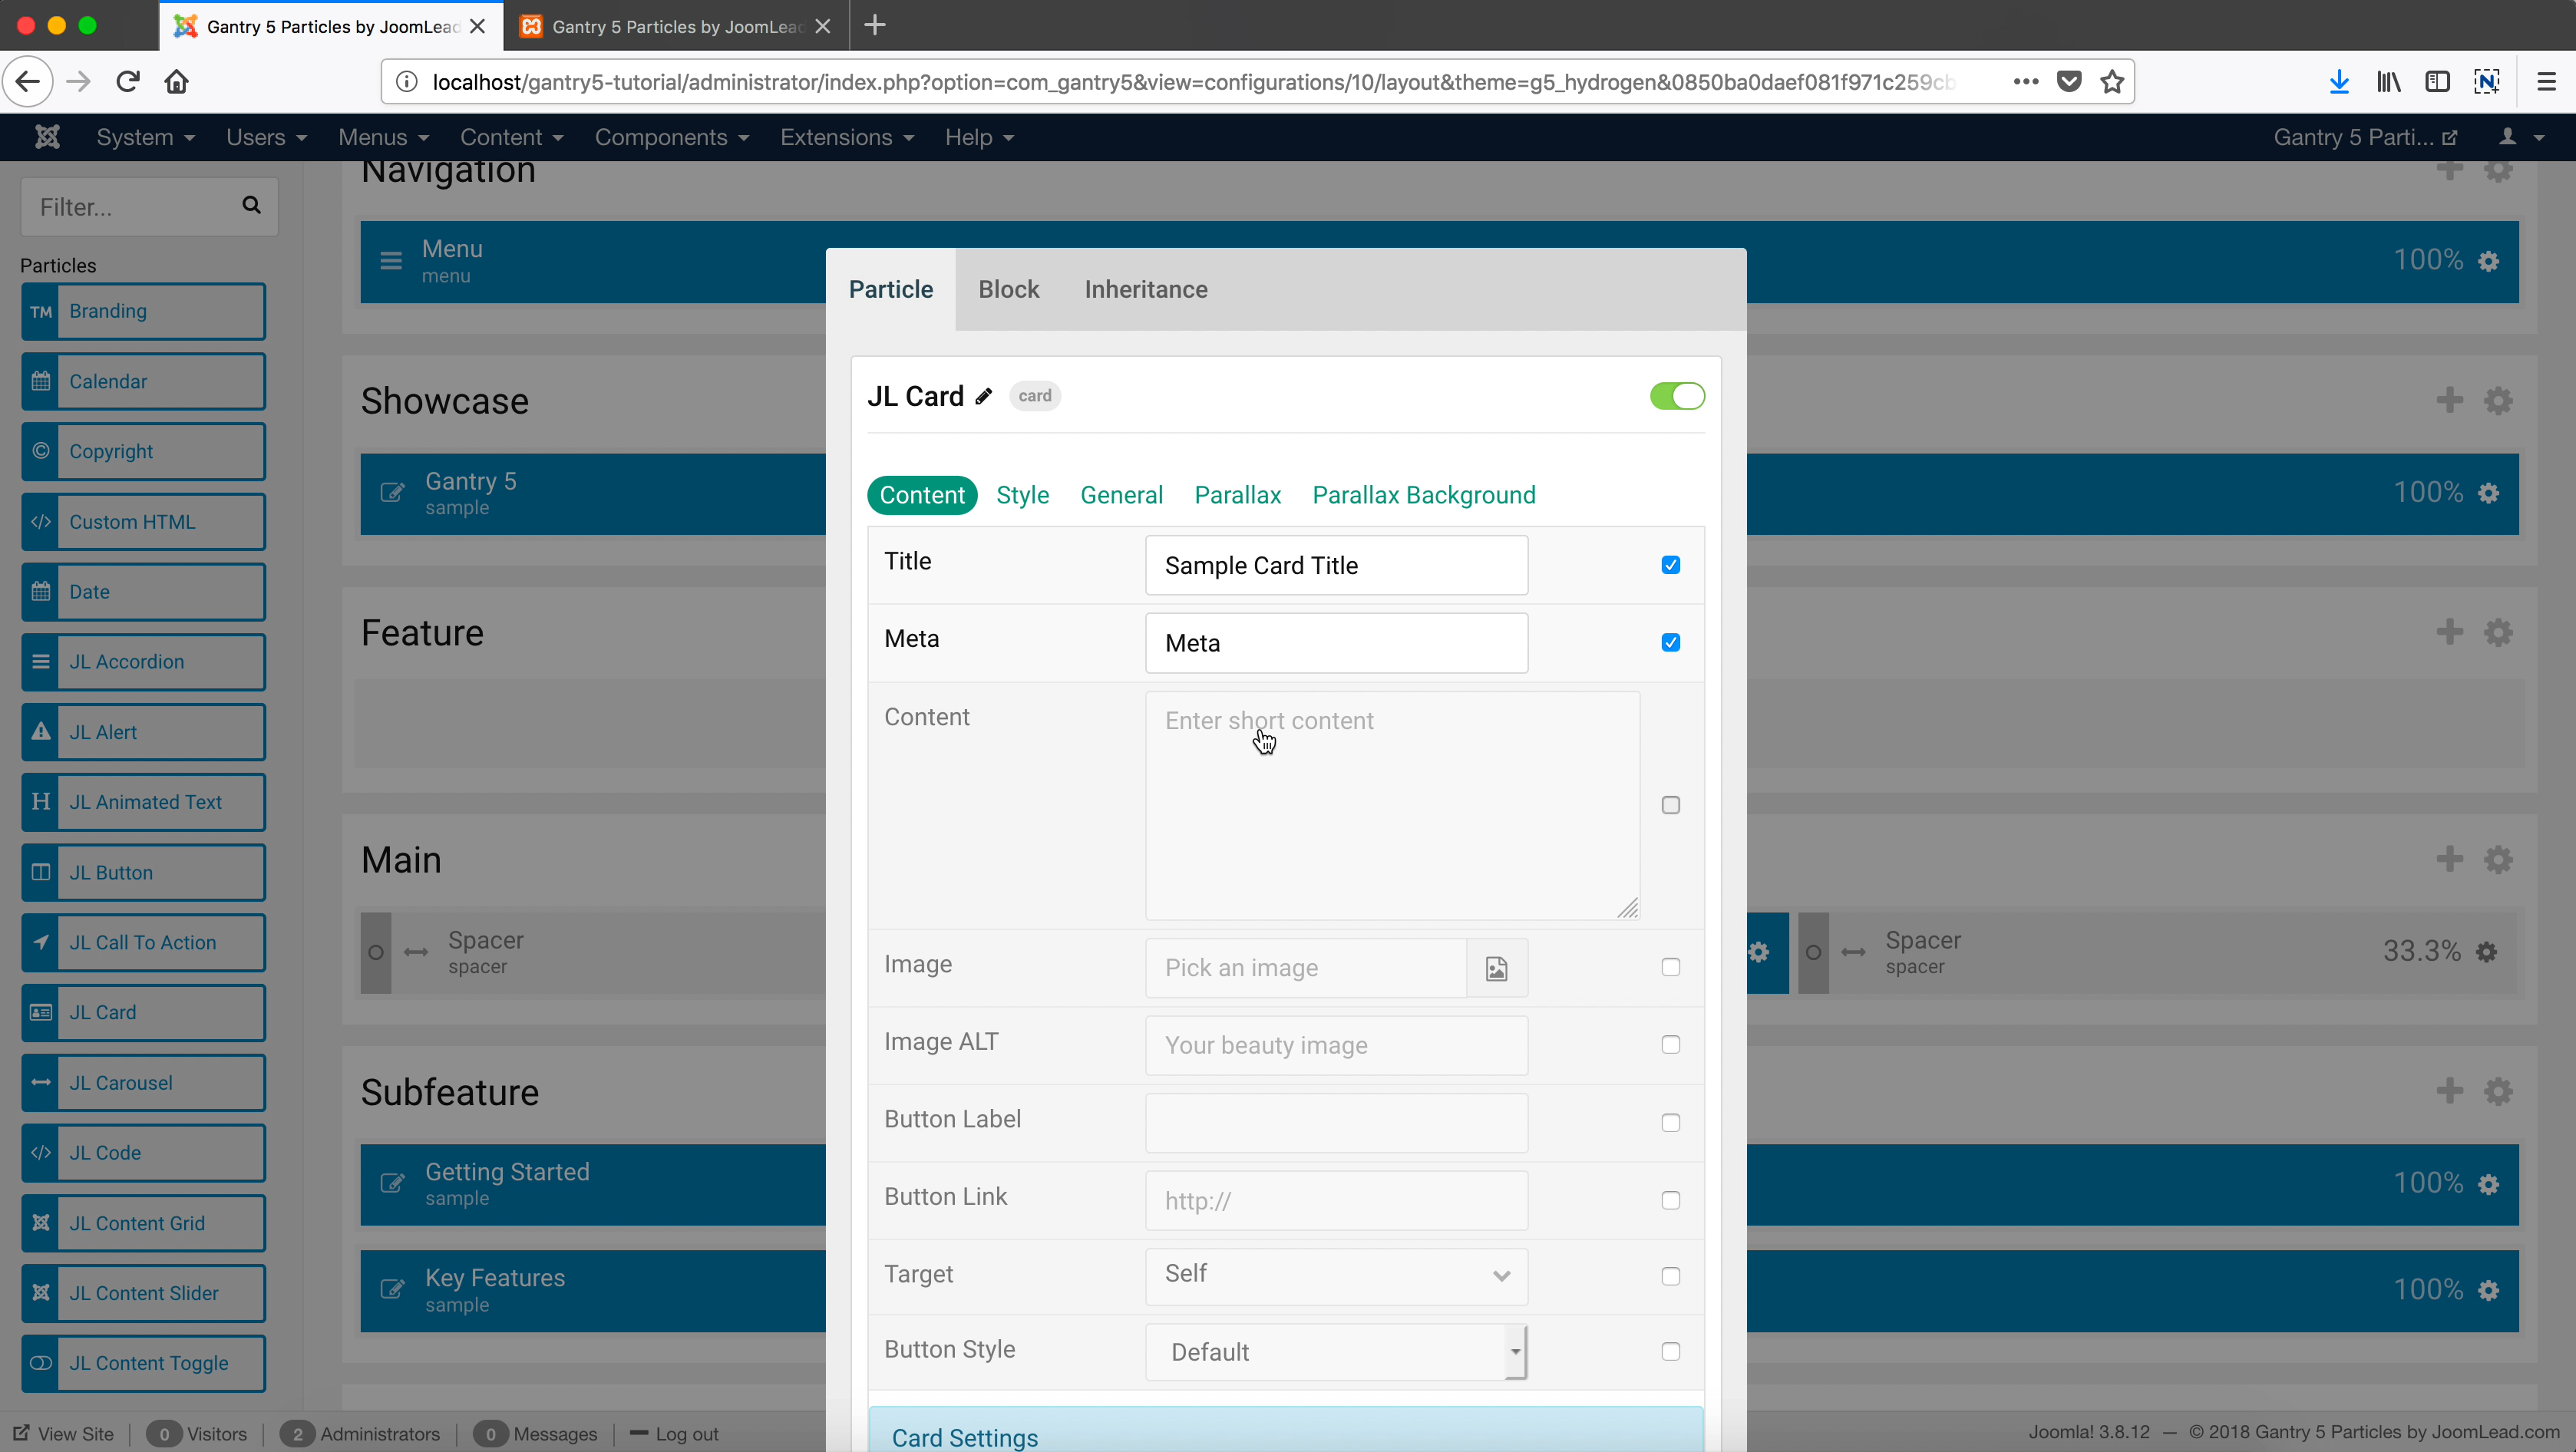 Gantry 5 Particles by JoomLead
Gantry 5 Particles by JoomLead
localhost/gantry5-tutorial/administrator/index.php?option=com_gantry5&view=configurations/10/layout&theme=g5_hydrogen&0850ba0daef081f971c259cb
System Users Menus Content Components Extensions Help Gantry 5 Parti...
Filter...
Particles
TM Branding
Calendar
Copyright
Custom HTML
Date
JL Accordion
JL Alert
H JL Animated Text
JL Button
JL Call To Action
JL Card
JL Carousel
JL Code
JL Content Grid
JL Content Slider
JL Content Toggle
Navigation
Menu
menu
100%
Showcase
Gantry 5
sample
100%
Feature
Main
Spacer
spacer
Spacer
spacer
33.3%
Subfeature
Getting Started
sample
100%
Key Features
sample
100%
Particle Block Inheritance
JL Card card
Content Style General Parallax Parallax Background
Title Sample Card Title
Meta Meta
Content Enter short content
Image Pick an image
Image ALT Your beauty image
Button Label
Button Link http://
Target Self
Button Style Default
Card Settings
View Site 0 Visitors 2 Administrators 0 Messages Log out
Joomla! 3.8.12 — © 2018 Gantry 5 Particles by JoomLead.com